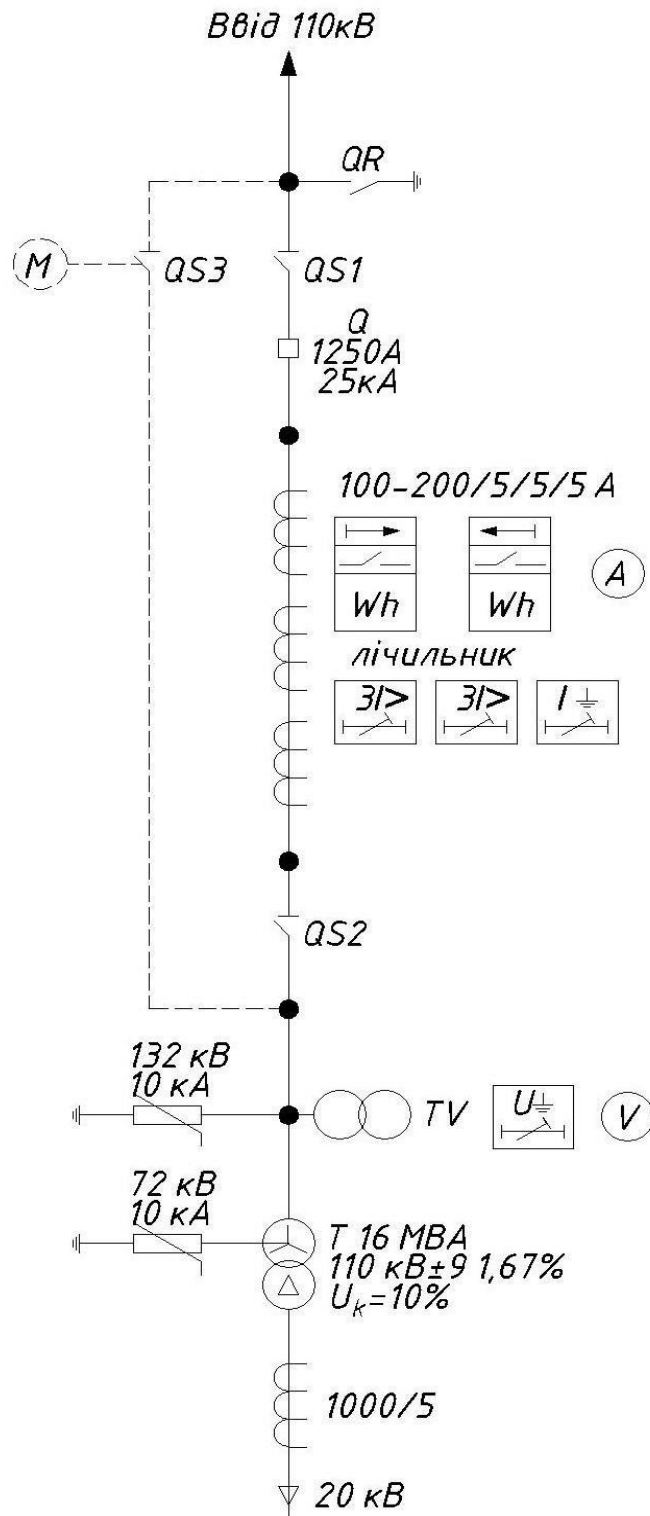 Ввід 110кВ
QR
M
QS3
QS1
Q
1250А
25кА
100-200/5/5/5 А
Wh
Wh
A
лічильник
3I>
3I>
I
QS2
132 кВ
10 кА
TV
U
V
72 кВ
10 кА
Т 16 МВА
110 кВ±9 1,67%
Uк=10%
1000/5
20 кВ